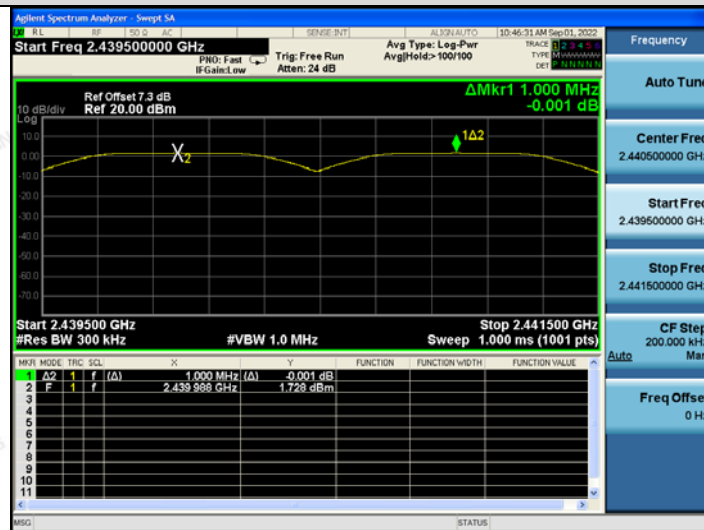 Agilent Spectrum Analyzer - Swept SA
RL RF 50 Ω AC SENSE:INT ALIGN AUTO 10:46:31 AM Sep 01, 2022
Start Freq 2.439500000 GHz
PNO: Fast
IFGain:Low
Trig: Free Run
Atten: 24 dB
Avg Type: Log-Pwr
Avg|Hold:>100/100
TRACE 1 2 3 4 5 6
TYPE M
DET P N N N N N
Ref Offset 7.3 dB
Ref 20.00 dBm
10 dB/div
Log
ΔMkr1 1.000 MHz
-0.001 dB
10.0
0.00
-10.0
-20.0
-30.0
-40.0
-50.0
-60.0
-70.0
X2
1Δ2
Start 2.439500 GHz
#Res BW 300 kHz
#VBW 1.0 MHz
Stop 2.441500 GHz
Sweep 1.000 ms (1001 pts)
MKR MODE TRC SCL X Y FUNCTION FUNCTION WIDTH FUNCTION VALUE
1 Δ2 1 f (Δ) 1.000 MHz (Δ) -0.001 dB
2 F 1 f 2.439 988 GHz 1.728 dBm
3
4
5
6
7
8
9
10
11
MSG
STATUS
Frequency
Auto Tune
Center Freq
2.440500000 GHz
Start Freq
2.439500000 GHz
Stop Freq
2.441500000 GHz
CF Step
200.000 kHz
Auto Man
Freq Offset
0 Hz